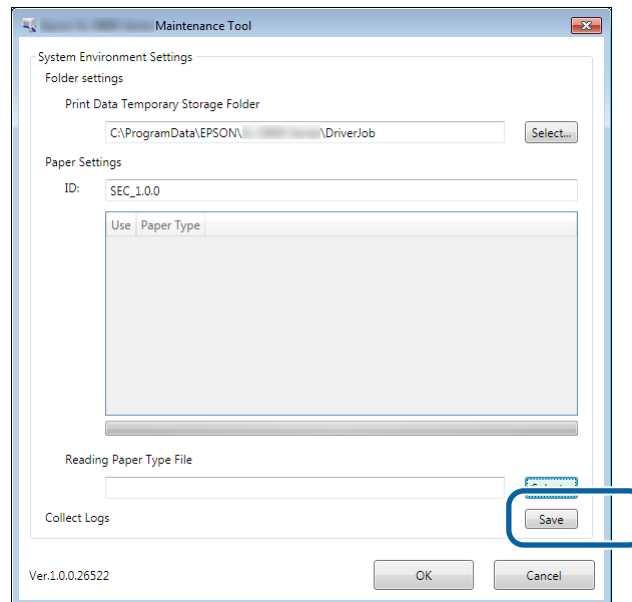 Maintenance Tool
System Environment Settings
Folder settings
Print Data Temporary Storage Folder
C:\ProgramData\EPSON\ \DriverJob Select...
Paper Settings
ID: SEC_1.0.0
Use Paper Type
Reading Paper Type File
Collect Logs Save
Ver.1.0.0.26522 OK Cancel